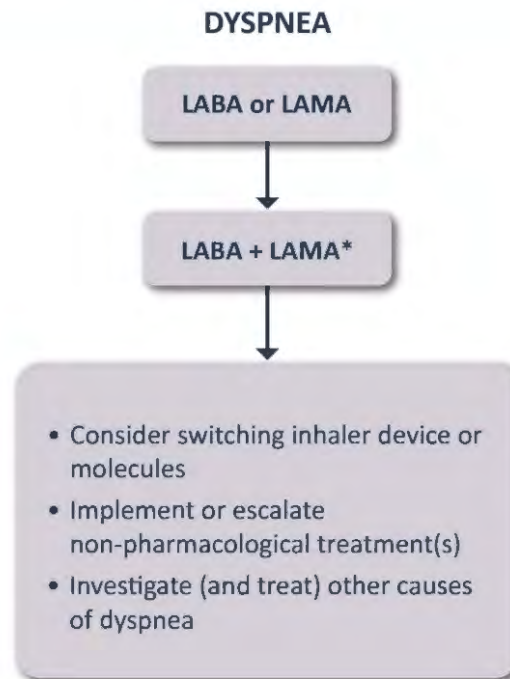 DYSPNEA
LABA or LAMA
LABA + LAMA*
• Consider switching inhaler device or
molecules
• Implement or escalate
non-pharmacological treatment(s)
• Investigate (and treat) other causes
of dyspnea